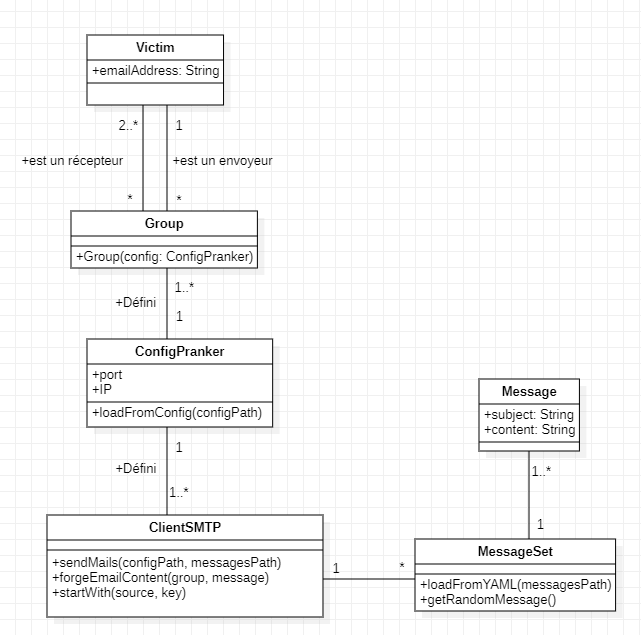 Victim
+emailAddress: String
2..*
1
+est un récepteur
+est un envoyeur
*
*
Group
+Group(config: ConfigPranker)
1..*
+Défini
1
ConfigPranker
+port
+IP
+loadFromConfig(configPath)
1
+Défini
1..*
Message
+subject: String
+content: String
1..*
1
ClientSMTP
+sendMails(configPath, messagesPath)
+forgeEmailContent(group, message)
+startWith(source, key)
1
*
MessageSet
+loadFromYAML(messagesPath)
+getRandomMessage()